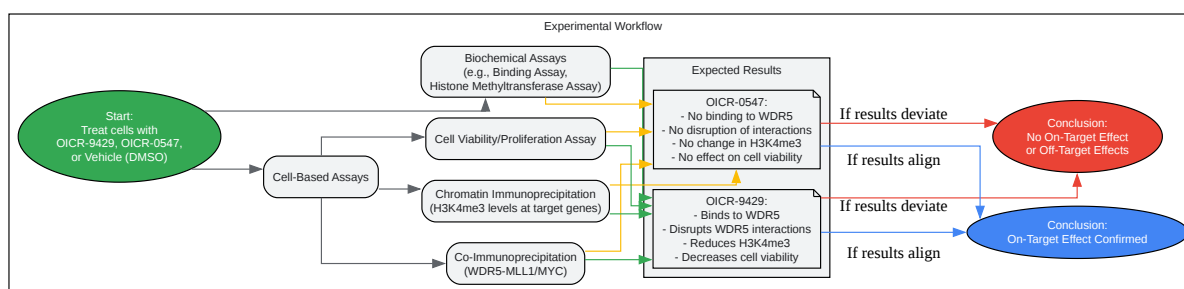 Experimental Workflow
Start:
Treat cells with
OICR-9429, OICR-0547,
or Vehicle (DMSO)
Cell-Based Assays
Biochemical Assays
(e.g., Binding Assay,
Histone Methyltransferase Assay)
Cell Viability/Proliferation Assay
Chromatin Immunoprecipitation
(H3K4me3 levels at target genes)
Co-Immunoprecipitation
(WDR5-MLL1/MYC)
Expected Results
OICR-0547:
- No binding to WDR5
- No disruption of interactions
- No change in H3K4me3
- No effect on cell viability
OICR-9429:
- Binds to WDR5
- Disrupts WDR5 interactions
- Reduces H3K4me3
- Decreases cell viability
If results deviate
If results align
If results deviate
If results align
Conclusion:
No On-Target Effect
or Off-Target Effects
Conclusion:
On-Target Effect Confirmed